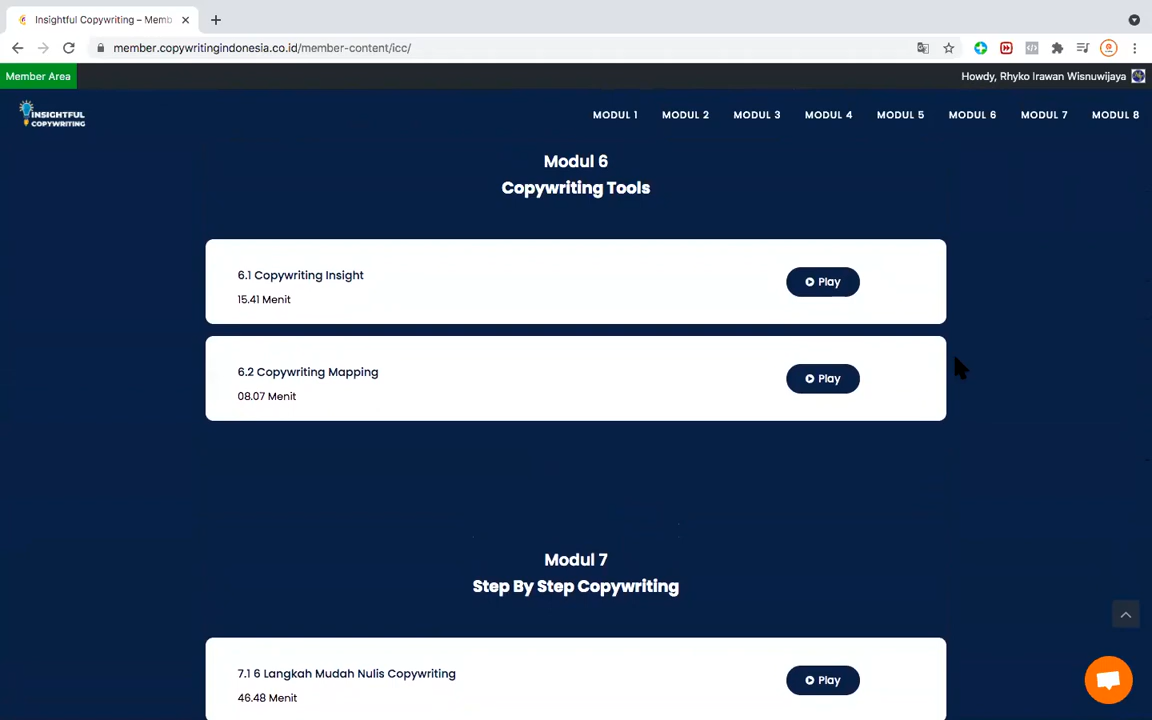 Insightful Copywriting – Memb
member.copywritingindonesia.co.id/member-content/icc/
Member Area
Howdy, Rhyko Irawan Wisnuwijaya
INSIGHTFUL
COPYWRITING
MODUL 1
MODUL 2
MODUL 3
MODUL 4
MODUL 5
MODUL 6
MODUL 7
MODUL 8
Modul 6
Copywriting Tools
6.1 Copywriting Insight
15.41 Menit
Play
6.2 Copywriting Mapping
08.07 Menit
Play
Modul 7
Step By Step Copywriting
7.1 6 Langkah Mudah Nulis Copywriting
46.48 Menit
Play